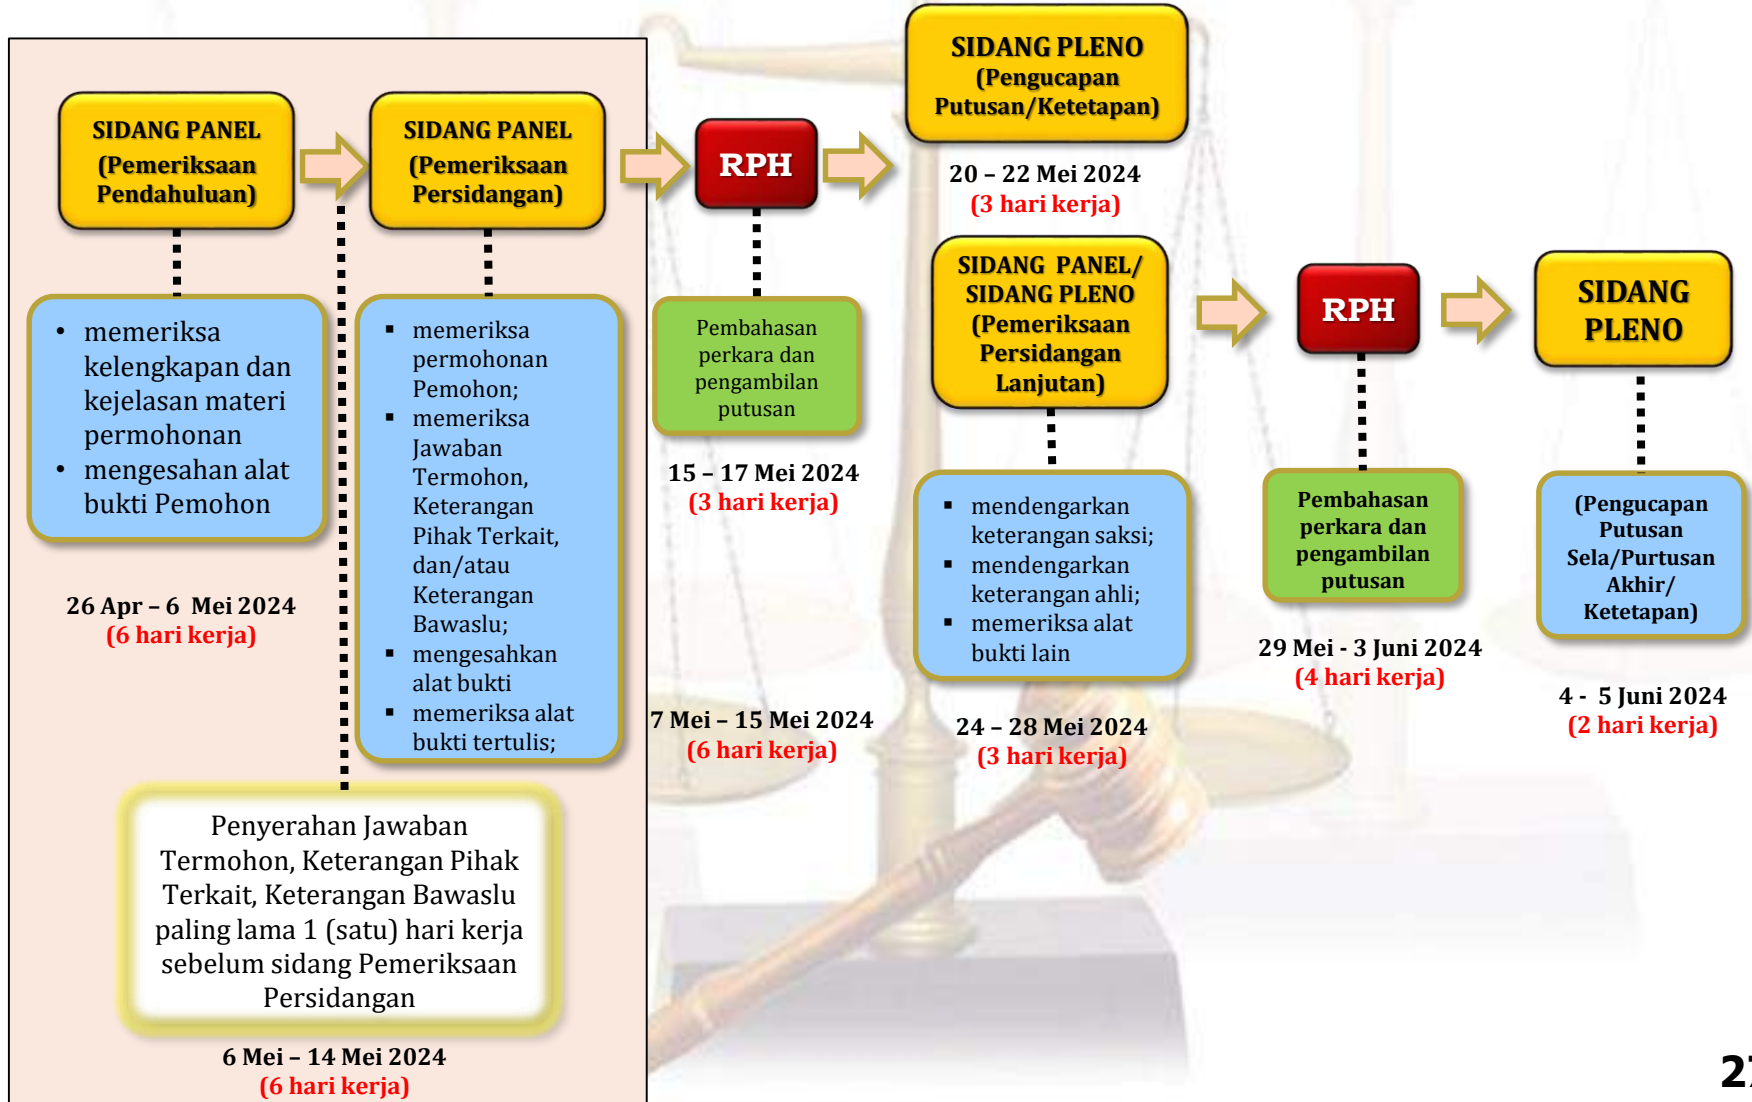 SIDANG PANEL
(Pemeriksaan
Pendahuluan)
• memeriksa
kelengkapan dan
kejelasan materi
permohonan
• mengesahan alat
bukti Pemohon
26 Apr – 6 Mei 2024
(6 hari kerja)
Penyerahan Jawaban
Termohon, Keterangan Pihak
Terkait, Keterangan Bawaslu
paling lama 1 (satu) hari kerja
sebelum sidang Pemeriksaan
Persidangan
6 Mei – 14 Mei 2024
(6 hari kerja)
SIDANG PANEL
(Pemeriksaan
Persidangan)
▪ memeriksa
permohonan
Pemohon;
▪ memeriksa
Jawaban
Termohon,
Keterangan
Pihak Terkait,
dan/atau
Keterangan
Bawaslu;
▪ mengesahkan
alat bukti
▪ memeriksa alat
bukti tertulis;
7 Mei – 15 Mei 2024
(6 hari kerja)
RPH
Pembahasan
perkara dan
pengambilan
putusan
15 – 17 Mei 2024
(3 hari kerja)
SIDANG PLENO
(Pengucapan
Putusan/Ketetapan)
20 – 22 Mei 2024
(3 hari kerja)
SIDANG PANEL/
SIDANG PLENO
(Pemeriksaan
Persidangan
Lanjutan)
▪ mendengarkan
keterangan saksi;
▪ mendengarkan
keterangan ahli;
▪ memeriksa alat
bukti lain
24 – 28 Mei 2024
(3 hari kerja)
RPH
Pembahasan
perkara dan
pengambilan
putusan
29 Mei - 3 Juni 2024
(4 hari kerja)
SIDANG
PLENO
(Pengucapan
Putusan
Sela/Purtusan
Akhir/
Ketetapan)
4 - 5 Juni 2024
(2 hari kerja)
27